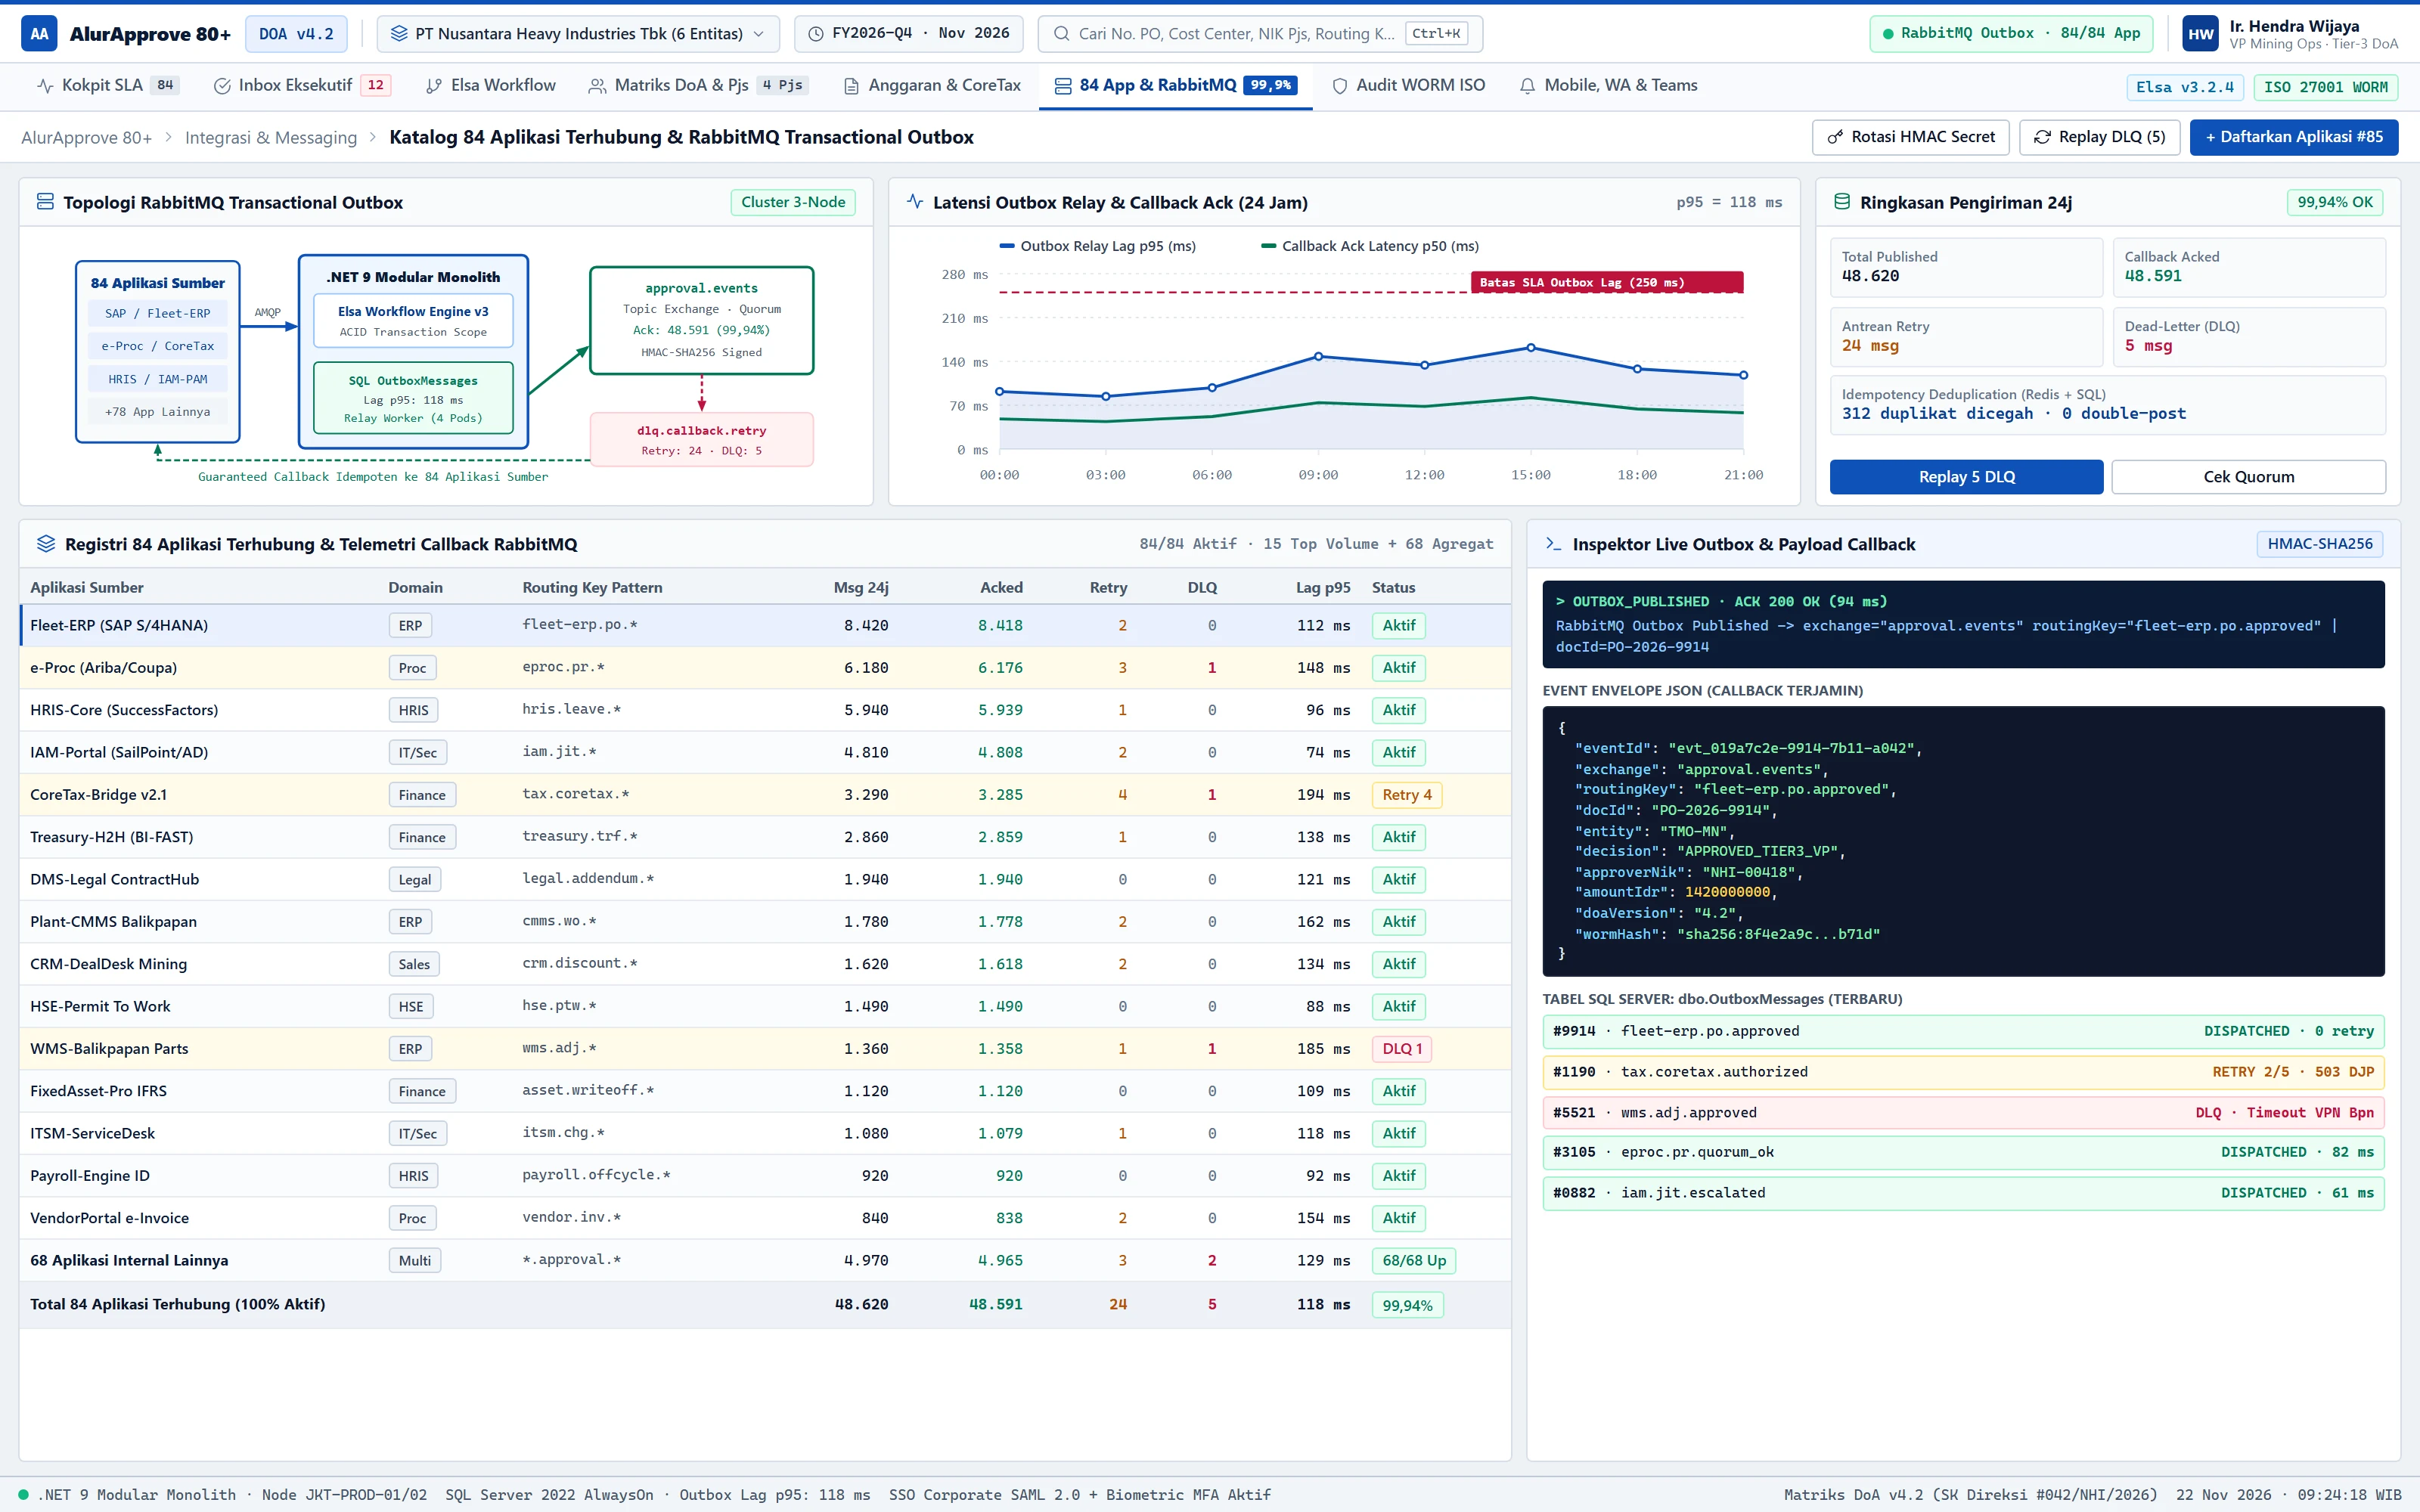 AA AlurApprove 80+ DOA v4.2 PT Nusantara Heavy Industries Tbk (6 Entitas) FY2026-Q4 · Nov 2026 Cari No. PO, Cost Center, NIK Pjs, Routing K... Ctrl+K RabbitMQ Outbox · 84/84 App HW Ir. Hendra Wijaya
VP Mining Ops · Tier-3 DoA
Kokpit SLA 84 Inbox Eksekutif 12 Elsa Workflow Matriks DoA & Pjs 4 Pjs Anggaran & CoreTax 84 App & RabbitMQ 99,9% Audit WORM ISO Mobile, WA & Teams Elsa v3.2.4 ISO 27001 WORM
AlurApprove 80+ Integrasi & Messaging Katalog 84 Aplikasi Terhubung & RabbitMQ Transactional Outbox Rotasi HMAC Secret Replay DLQ (5) + Daftarkan Aplikasi #85
Topologi RabbitMQ Transactional Outbox Cluster 3-Node
84 Aplikasi Sumber
SAP / Fleet-ERP
e-Proc / CoreTax
HRIS / IAM-PAM
+78 App Lainnya
AMQP
.NET 9 Modular Monolith
Elsa Workflow Engine v3
ACID Transaction Scope
SQL OutboxMessages
Lag p95: 118 ms
Relay Worker (4 Pods)
approval.events
Topic Exchange · Quorum
Ack: 48.591 (99,94%)
HMAC-SHA256 Signed
dlq.callback.retry
Retry: 24 · DLQ: 5
Guaranteed Callback Idempoten ke 84 Aplikasi Sumber
Latensi Outbox Relay & Callback Ack (24 Jam) p95 = 118 ms
Outbox Relay Lag p95 (ms) Callback Ack Latency p50 (ms)
280 ms
Batas SLA Outbox Lag (250 ms)
210 ms
140 ms
70 ms
0 ms
00:00 03:00 06:00 09:00 12:00 15:00 18:00 21:00
Ringkasan Pengiriman 24j 99,94% OK
Total Published
48.620
Callback Acked
48.591
Antrean Retry
24 msg
Dead-Letter (DLQ)
5 msg
Idempotency Deduplication (Redis + SQL)
312 duplikat dicegah · 0 double-post
Replay 5 DLQ Cek Quorum
Registri 84 Aplikasi Terhubung & Telemetri Callback RabbitMQ 84/84 Aktif · 15 Top Volume + 68 Agregat
Aplikasi Sumber Domain Routing Key Pattern Msg 24j Acked Retry DLQ Lag p95 Status
Fleet-ERP (SAP S/4HANA) ERP fleet-erp.po.* 8.420 8.418 2 0 112 ms Aktif
e-Proc (Ariba/Coupa) Proc eproc.pr.* 6.180 6.176 3 1 148 ms Aktif
HRIS-Core (SuccessFactors) HRIS hris.leave.* 5.940 5.939 1 0 96 ms Aktif
IAM-Portal (SailPoint/AD) IT/Sec iam.jit.* 4.810 4.808 2 0 74 ms Aktif
CoreTax-Bridge v2.1 Finance tax.coretax.* 3.290 3.285 4 1 194 ms Retry 4
Treasury-H2H (BI-FAST) Finance treasury.trf.* 2.860 2.859 1 0 138 ms Aktif
DMS-Legal ContractHub Legal legal.addendum.* 1.940 1.940 0 0 121 ms Aktif
Plant-CMMS Balikpapan ERP cmms.wo.* 1.780 1.778 2 0 162 ms Aktif
CRM-DealDesk Mining Sales crm.discount.* 1.620 1.618 2 0 134 ms Aktif
HSE-Permit To Work HSE hse.ptw.* 1.490 1.490 0 0 88 ms Aktif
WMS-Balikpapan Parts ERP wms.adj.* 1.360 1.358 1 1 185 ms DLQ 1
FixedAsset-Pro IFRS Finance asset.writeoff.* 1.120 1.120 0 0 109 ms Aktif
ITSM-ServiceDesk IT/Sec itsm.chg.* 1.080 1.079 1 0 118 ms Aktif
Payroll-Engine ID HRIS payroll.offcycle.* 920 920 0 0 92 ms Aktif
VendorPortal e-Invoice Proc vendor.inv.* 840 838 2 0 154 ms Aktif
68 Aplikasi Internal Lainnya Multi *.approval.* 4.970 4.965 3 2 129 ms 68/68 Up
Total 84 Aplikasi Terhubung (100% Aktif) 48.620 48.591 24 5 118 ms 99,94%
Inspektor Live Outbox & Payload Callback HMAC-SHA256
> OUTBOX_PUBLISHED · ACK 200 OK (94 ms)
RabbitMQ Outbox Published -> exchange="approval.events" routingKey="fleet-erp.po.approved" |
docId=PO-2026-9914
EVENT ENVELOPE JSON (CALLBACK TERJAMIN)
{
"eventId": "evt_019a7c2e-9914-7b11-a042",
"exchange": "approval.events",
"routingKey": "fleet-erp.po.approved",
"docId": "PO-2026-9914",
"entity": "TMO-MN",
"decision": "APPROVED_TIER3_VP",
"approverNik": "NHI-00418",
"amountIdr": 1420000000,
"doaVersion": "4.2",
"wormHash": "sha256:8f4e2a9c...b71d"
}
TABEL SQL SERVER: dbo.OutboxMessages (TERBARU)
#9914 · fleet-erp.po.approved DISPATCHED · 0 retry
#1190 · tax.coretax.authorized RETRY 2/5 · 503 DJP
#5521 · wms.adj.approved DLQ · Timeout VPN Bpn
#3105 · eproc.pr.quorum_ok DISPATCHED · 82 ms
#0882 · iam.jit.escalated DISPATCHED · 61 ms
.NET 9 Modular Monolith · Node JKT-PROD-01/02 SQL Server 2022 AlwaysOn · Outbox Lag p95: 118 ms SSO Corporate SAML 2.0 + Biometric MFA Aktif Matriks DoA v4.2 (SK Direksi #042/NHI/2026) 22 Nov 2026 · 09:24:18 WIB